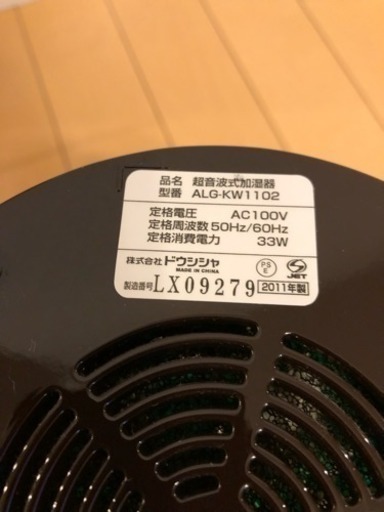 品名 超音波式加湿器
型番 ALG-KW1102
定格電圧 AC100V
定格周波数 50Hz/60Hz
定格消費電力 33W
株式会社ドウシシャ
MADE IN CHINA
PSE
JET
製造番号 LX09279 2011年製